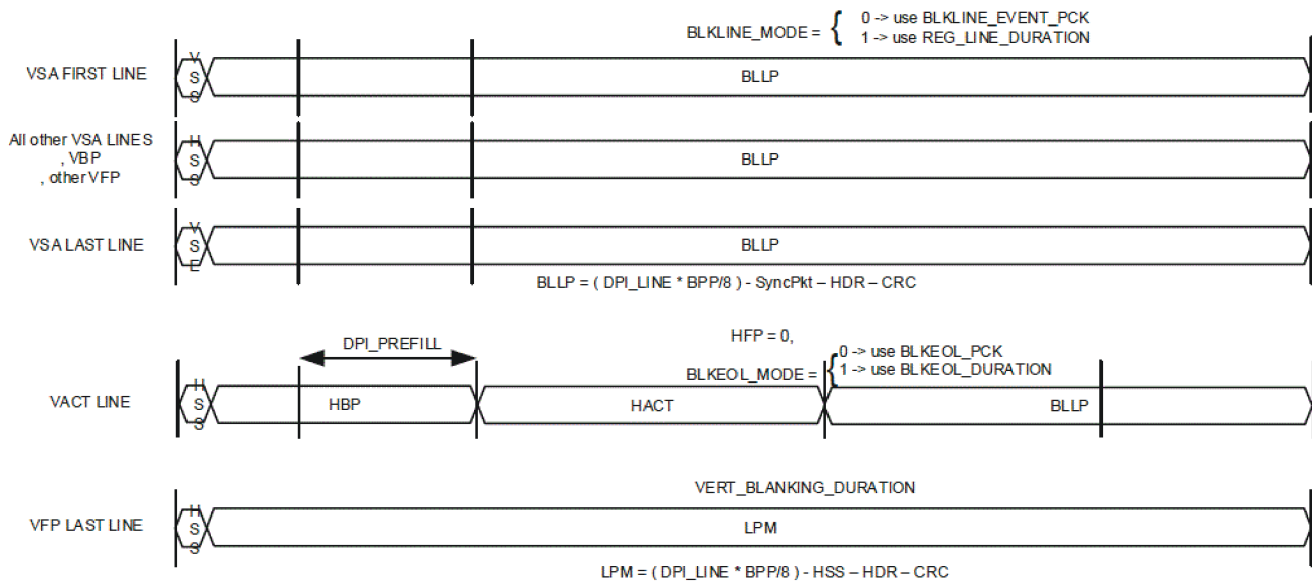 BLKLINE_MODE = { 0 -> use BLKLINE_EVENT_PCK
1 -> use REG_LINE_DURATION
VSA FIRST LINE
V
S
S
BLLP
All other VSA LINES
, VBP
, other VFP
H
S
S
BLLP
VSA LAST LINE
V
S
E
BLLP
BLLP = ( DPI_LINE * BPP/8 ) - SyncPkt – HDR – CRC
DPI_PREFILL
HFP = 0,
BLKEOL_MODE = { 0 -> use BLKEOL_PCK
1 -> use BLKEOL_DURATION
VACT LINE
H
S
S
HBP
HACT
BLLP
VERT_BLANKING_DURATION
VFP LAST LINE
H
S
S
LPM
LPM = ( DPI_LINE * BPP/8 ) - HSS – HDR – CRC